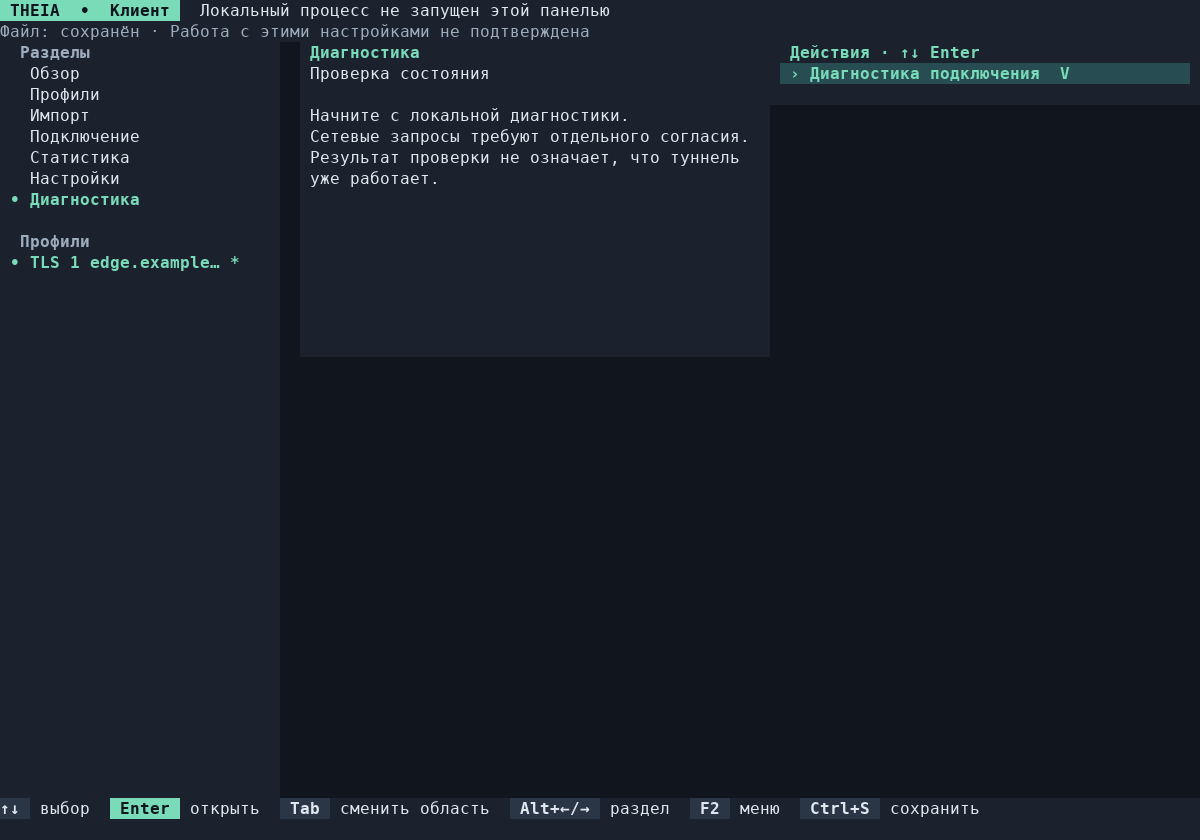 THEIA • Клиент Локальный процесс не запущен этой панелью
Файл: сохранён · Работа с этими настройками не подтверждена
Разделы
Обзор
Профили
Импорт
Подключение
Статистика
Настройки
• Диагностика
Профили
• TLS 1 edge.example… *
Диагностика
Проверка состояния
Начните с локальной диагностики.
Сетевые запросы требуют отдельного согласия.
Результат проверки не означает, что туннель
уже работает.
Действия · ↑↓ Enter
› Диагностика подключения V
↑↓ выбор Enter открыть Tab сменить область Alt+←/→ раздел F2 меню Ctrl+S сохранить